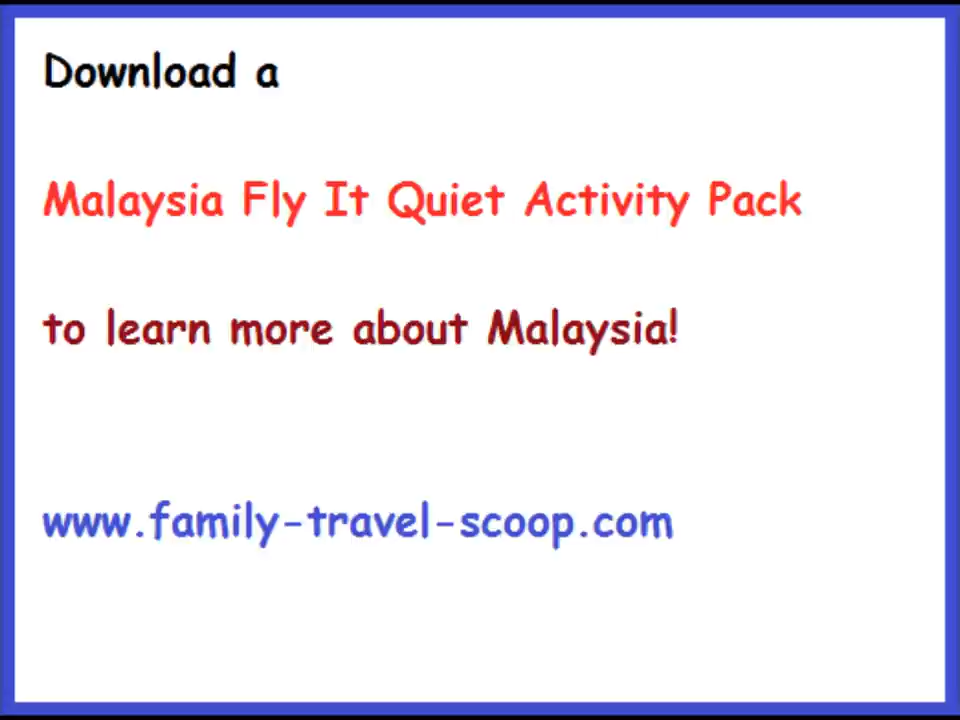 Download a
Malaysia Fly It Quiet Activity Pack
to learn more about Malaysia!
www.family-travel-scoop.com